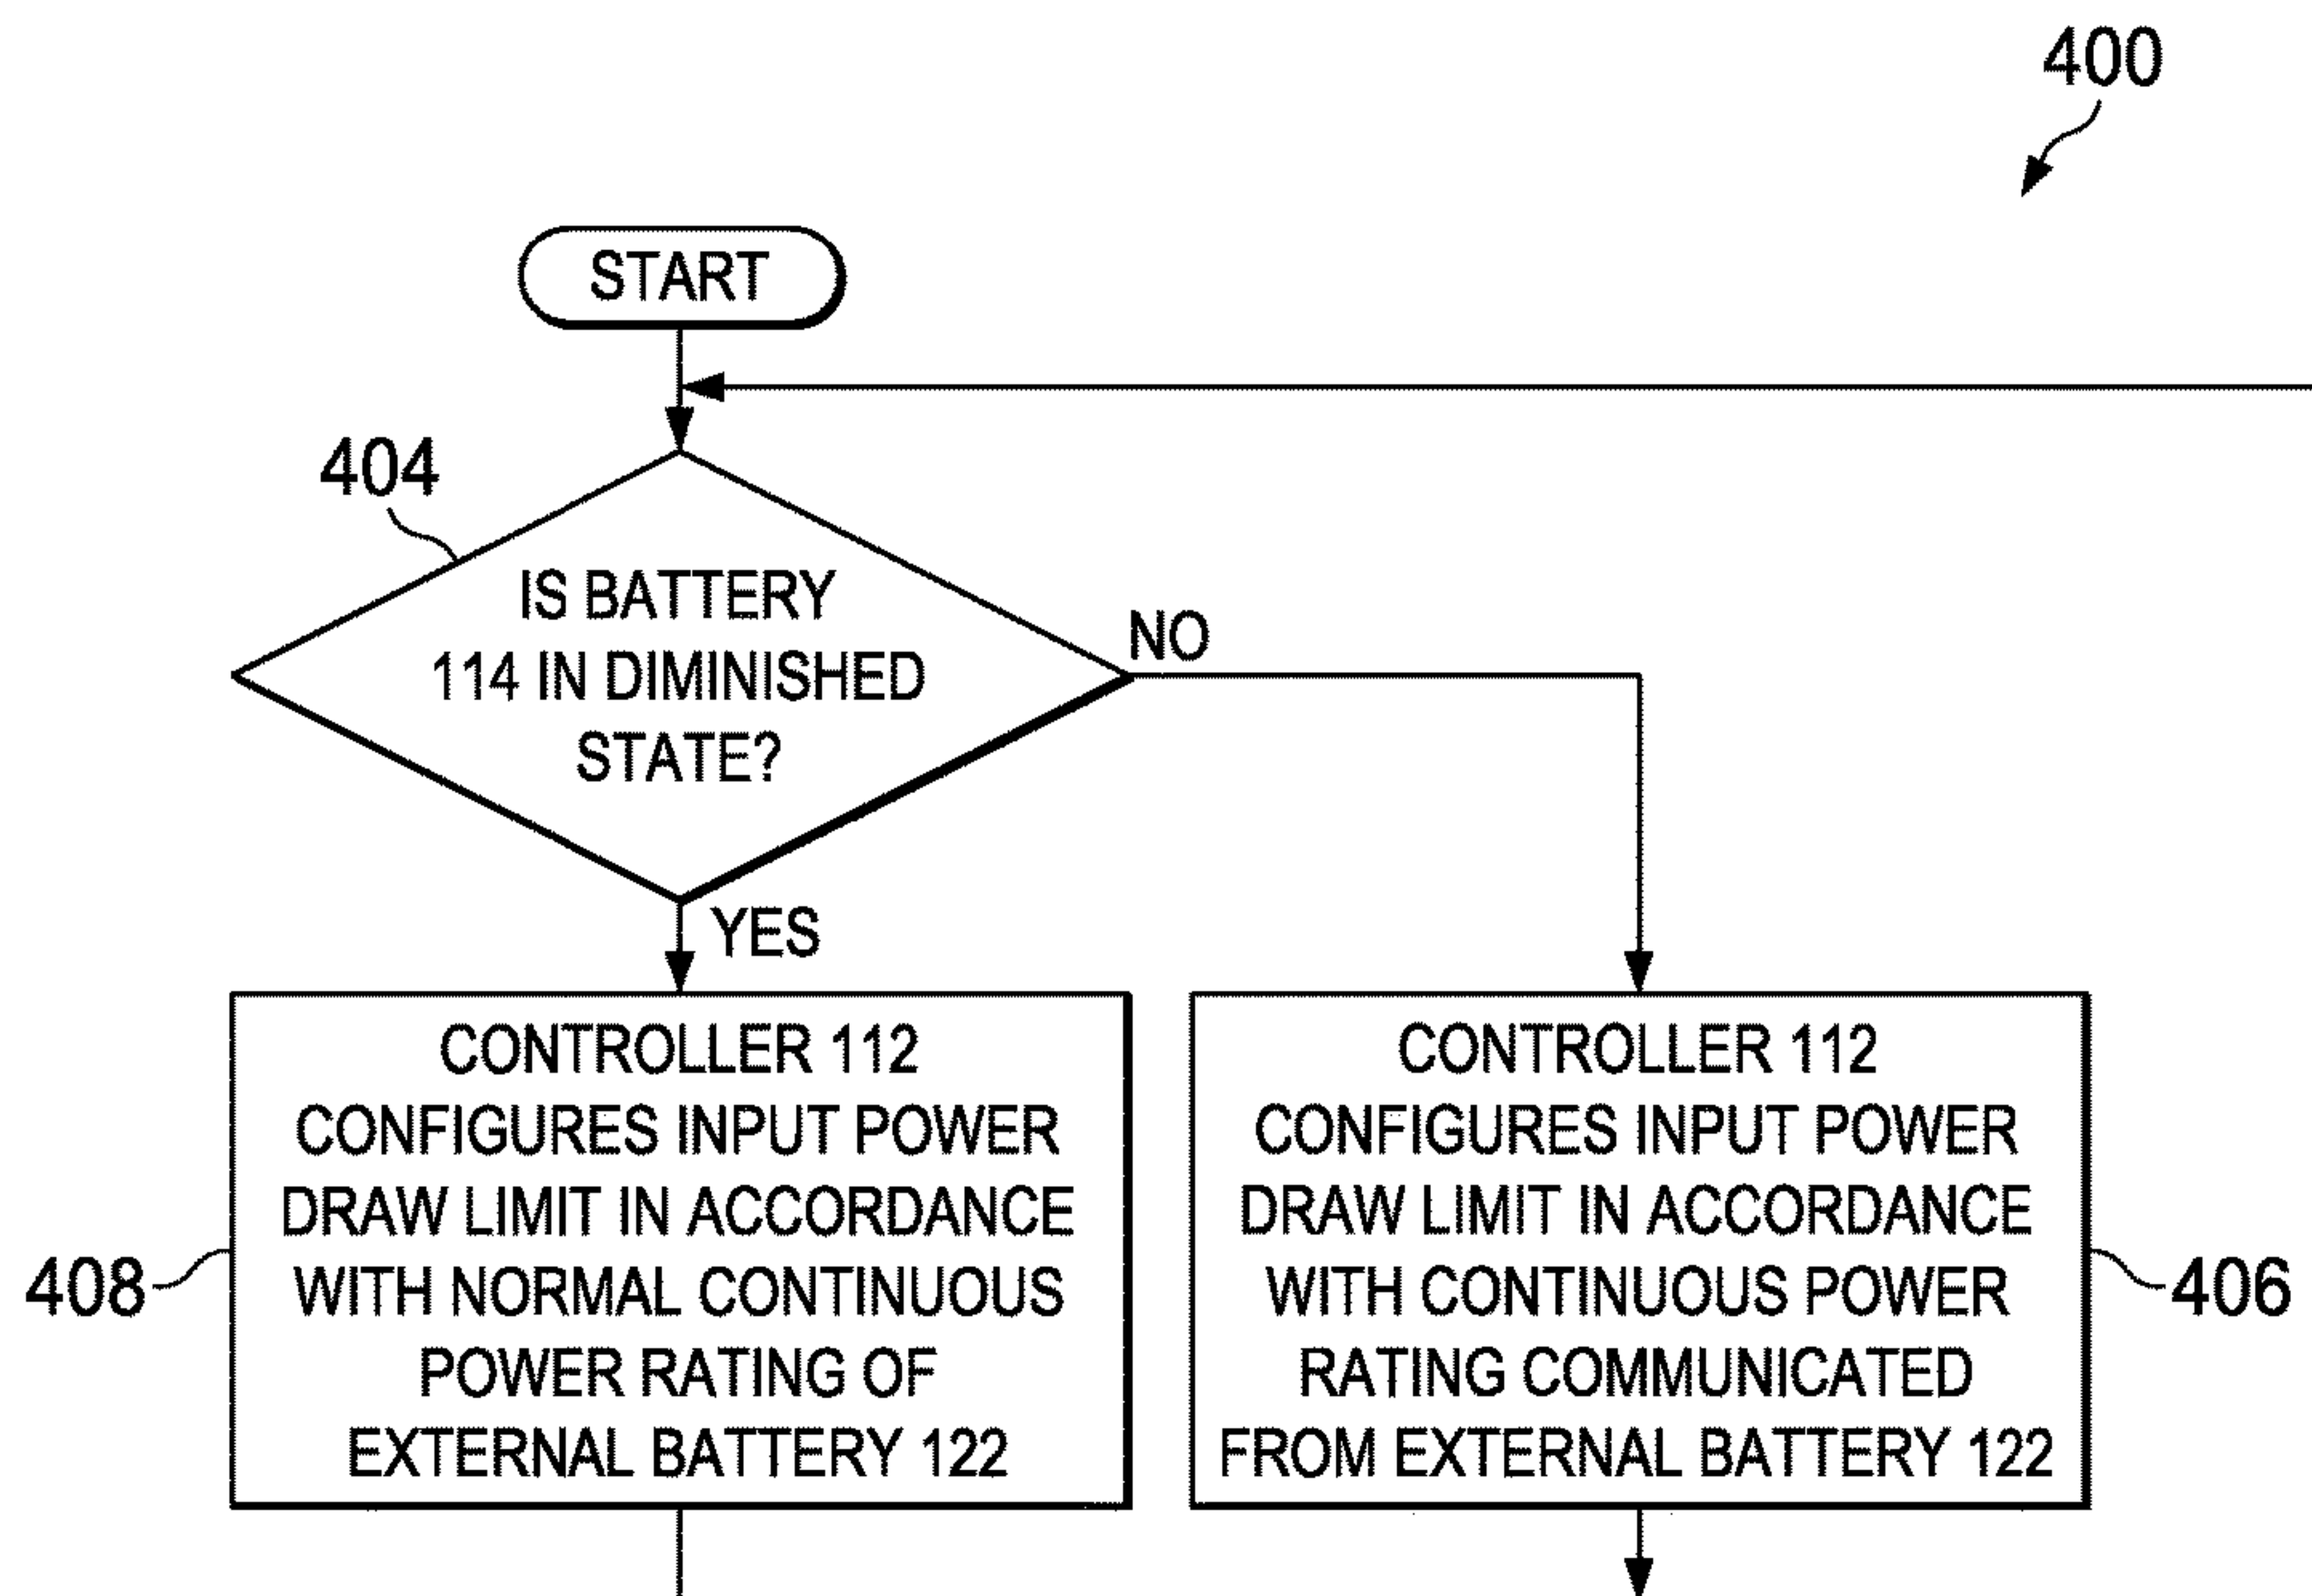 400
START
404
IS BATTERY
114 IN DIMINISHED
STATE?
NO
YES
CONTROLLER 112
CONFIGURES INPUT POWER
DRAW LIMIT IN ACCORDANCE
WITH NORMAL CONTINUOUS
POWER RATING OF
EXTERNAL BATTERY 122
408
CONTROLLER 112
CONFIGURES INPUT POWER
DRAW LIMIT IN ACCORDANCE
WITH CONTINUOUS POWER
RATING COMMUNICATED
FROM EXTERNAL BATTERY 122
406